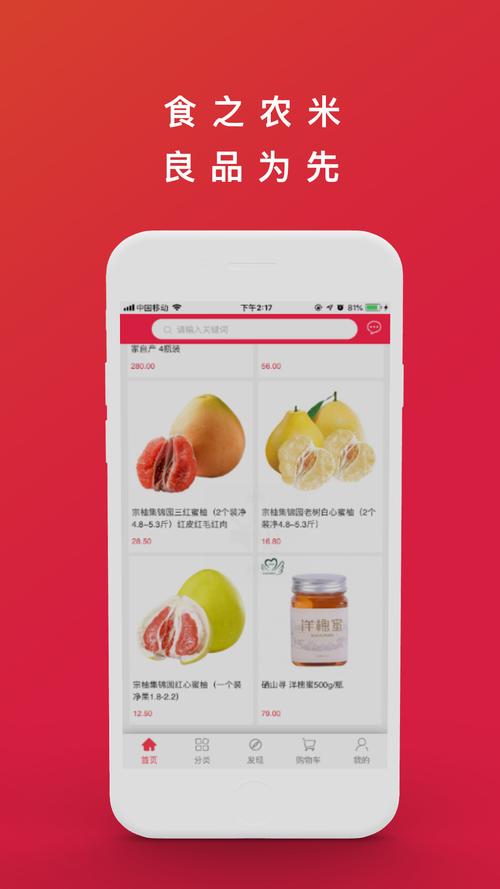 食之农米
良品为先
中国移动 下午2:17 81%
请输入关键词
家自产 4瓶装
280.00
56.00
宗柚集锦园三红蜜柚（2个装净
4.8-5.3斤）红皮红毛红肉
28.50
宗柚集锦园老树白心蜜柚（2个
装净4.8-5.3斤）
16.80
宗柚集锦园红心蜜柚（一个装
净果1.8-2.2）
12.50
洋槐蜜
硒山寻 洋槐蜜500g/瓶
79.00
首页 分类 发现 购物车 我的